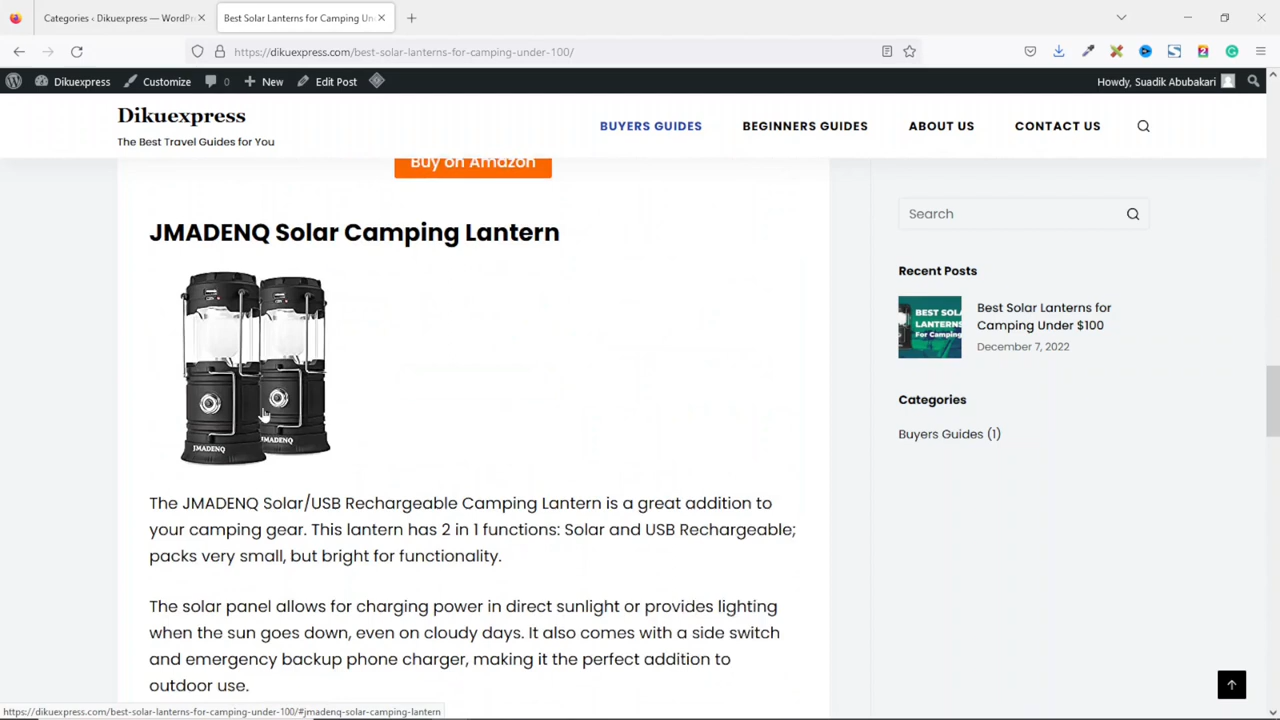 Categories ‹ Dikuexpress — WordPr
Best Solar Lanterns for Camping Un
https://dikuexpress.com/best-solar-lanterns-for-camping-under-100/
Dikuexpress
Customize
0
New
Edit Post
Howdy, Suadik Abubakari
Dikuexpress
The Best Travel Guides for You
BUYERS GUIDES
BEGINNERS GUIDES
ABOUT US
CONTACT US
Buy on Amazon
JMADENQ Solar Camping Lantern
JMADENQ
JMADENQ
The JMADENQ Solar/USB Rechargeable Camping Lantern is a great addition to
your camping gear. This lantern has 2 in 1 functions: Solar and USB Rechargeable;
packs very small, but bright for functionality.
The solar panel allows for charging power in direct sunlight or provides lighting
when the sun goes down, even on cloudy days. It also comes with a side switch
and emergency backup phone charger, making it the perfect addition to
outdoor use.
Search
Recent Posts
BEST SOLA
LANTERNS
For Camping
Best Solar Lanterns for
Camping Under $100
December 7, 2022
Categories
Buyers Guides (1)
https://dikuexpress.com/best-solar-lanterns-for-camping-under-100/#jmadenq-solar-camping-lantern